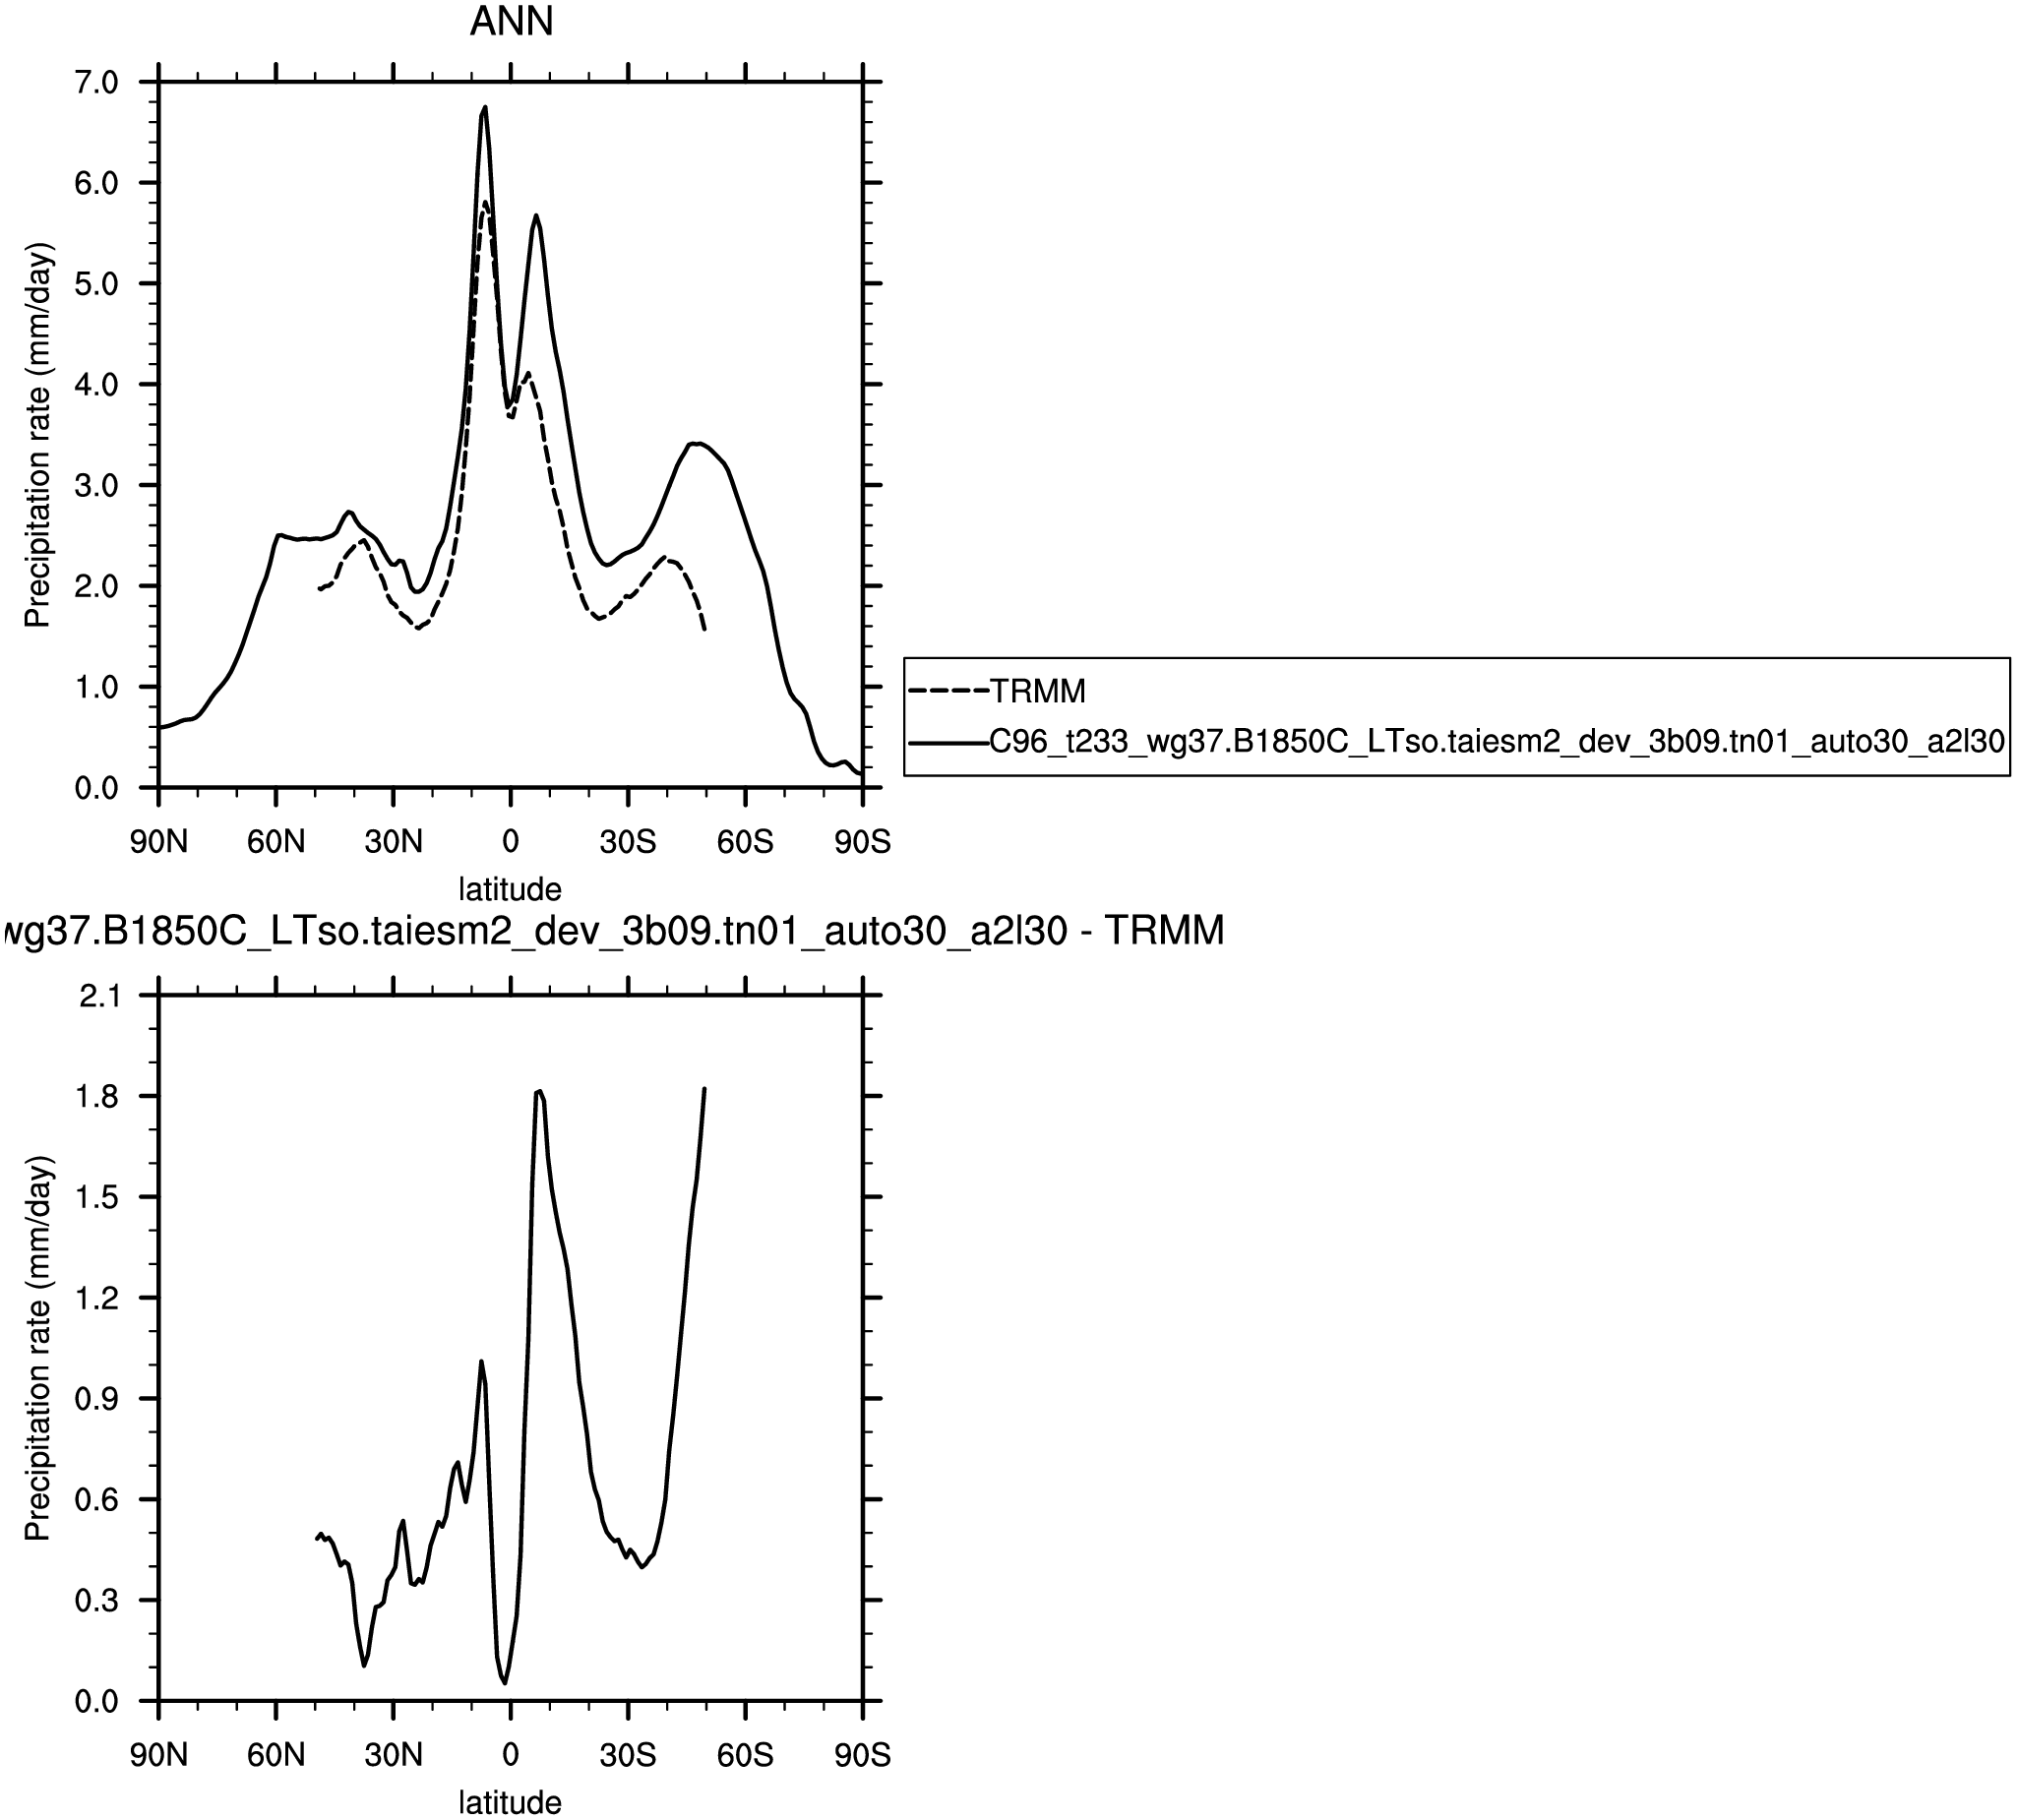 ANN
7.0
6.0
5.0
4.0
3.0
2.0
1.0
0.0
Precipitation rate (mm/day)
90N 60N 30N 0 30S 60S 90S
latitude
TRMM
C96_t233_wg37.B1850C_LTso.taiesm2_dev_3b09.tn01_auto30_a2l30
wg37.B1850C_LTso.taiesm2_dev_3b09.tn01_auto30_a2l30 - TRMM
2.1
1.8
1.5
1.2
0.9
0.6
0.3
0.0
Precipitation rate (mm/day)
90N 60N 30N 0 30S 60S 90S
latitude